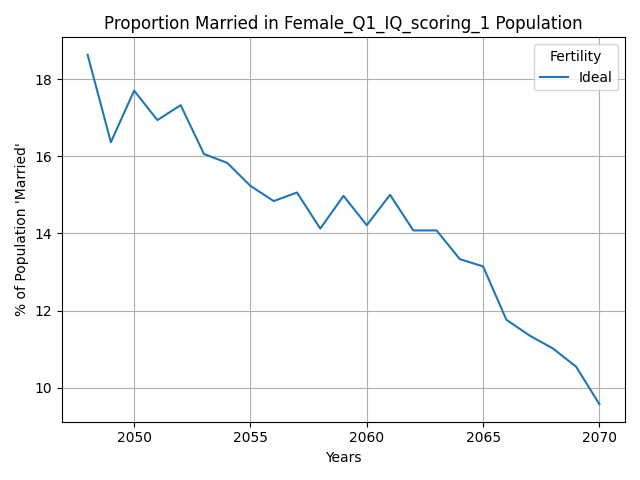 Proportion Married in Female_Q1_IQ_scoring_1 Population
Fertility
Ideal
% of Population 'Married'
18
16
14
12
10
2050 2055 2060 2065 2070
Years